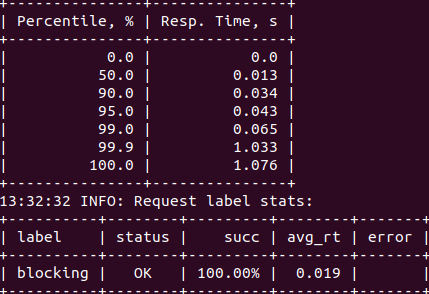 +---------------+---------------+
| Percentile, % | Resp. Time, s |
+---------------+---------------+
|           0.0 |           0.0 |
|          50.0 |         0.013 |
|          90.0 |         0.034 |
|          95.0 |         0.043 |
|          99.0 |         0.065 |
|          99.9 |         1.033 |
|         100.0 |         1.076 |
+---------------+---------------+
13:32:32 INFO: Request label stats:
+----------+--------+---------+--------+-------+
| label    | status |    succ | avg_rt | error |
+----------+--------+---------+--------+-------+
| blocking |   OK   | 100.00% |  0.019 |       |
+----------+--------+---------+--------+-------+